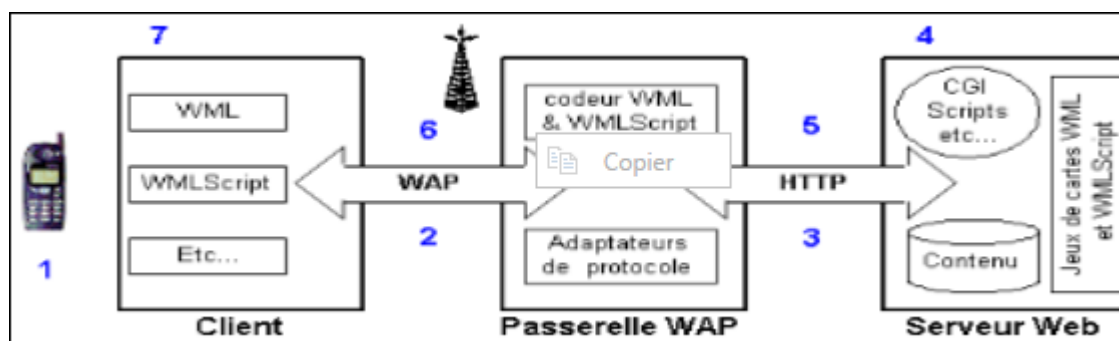 7
4
WML
WMLScript
Etc...
1
6
WAP
2
codeur WML
& WMLScript
Copier
Adaptateurs
de protocole
5
HTTP
3
CGI
Scripts
etc...
Contenu
Jeux de cartes WML
et WMLScript
Client
Passerelle WAP
Serveur Web